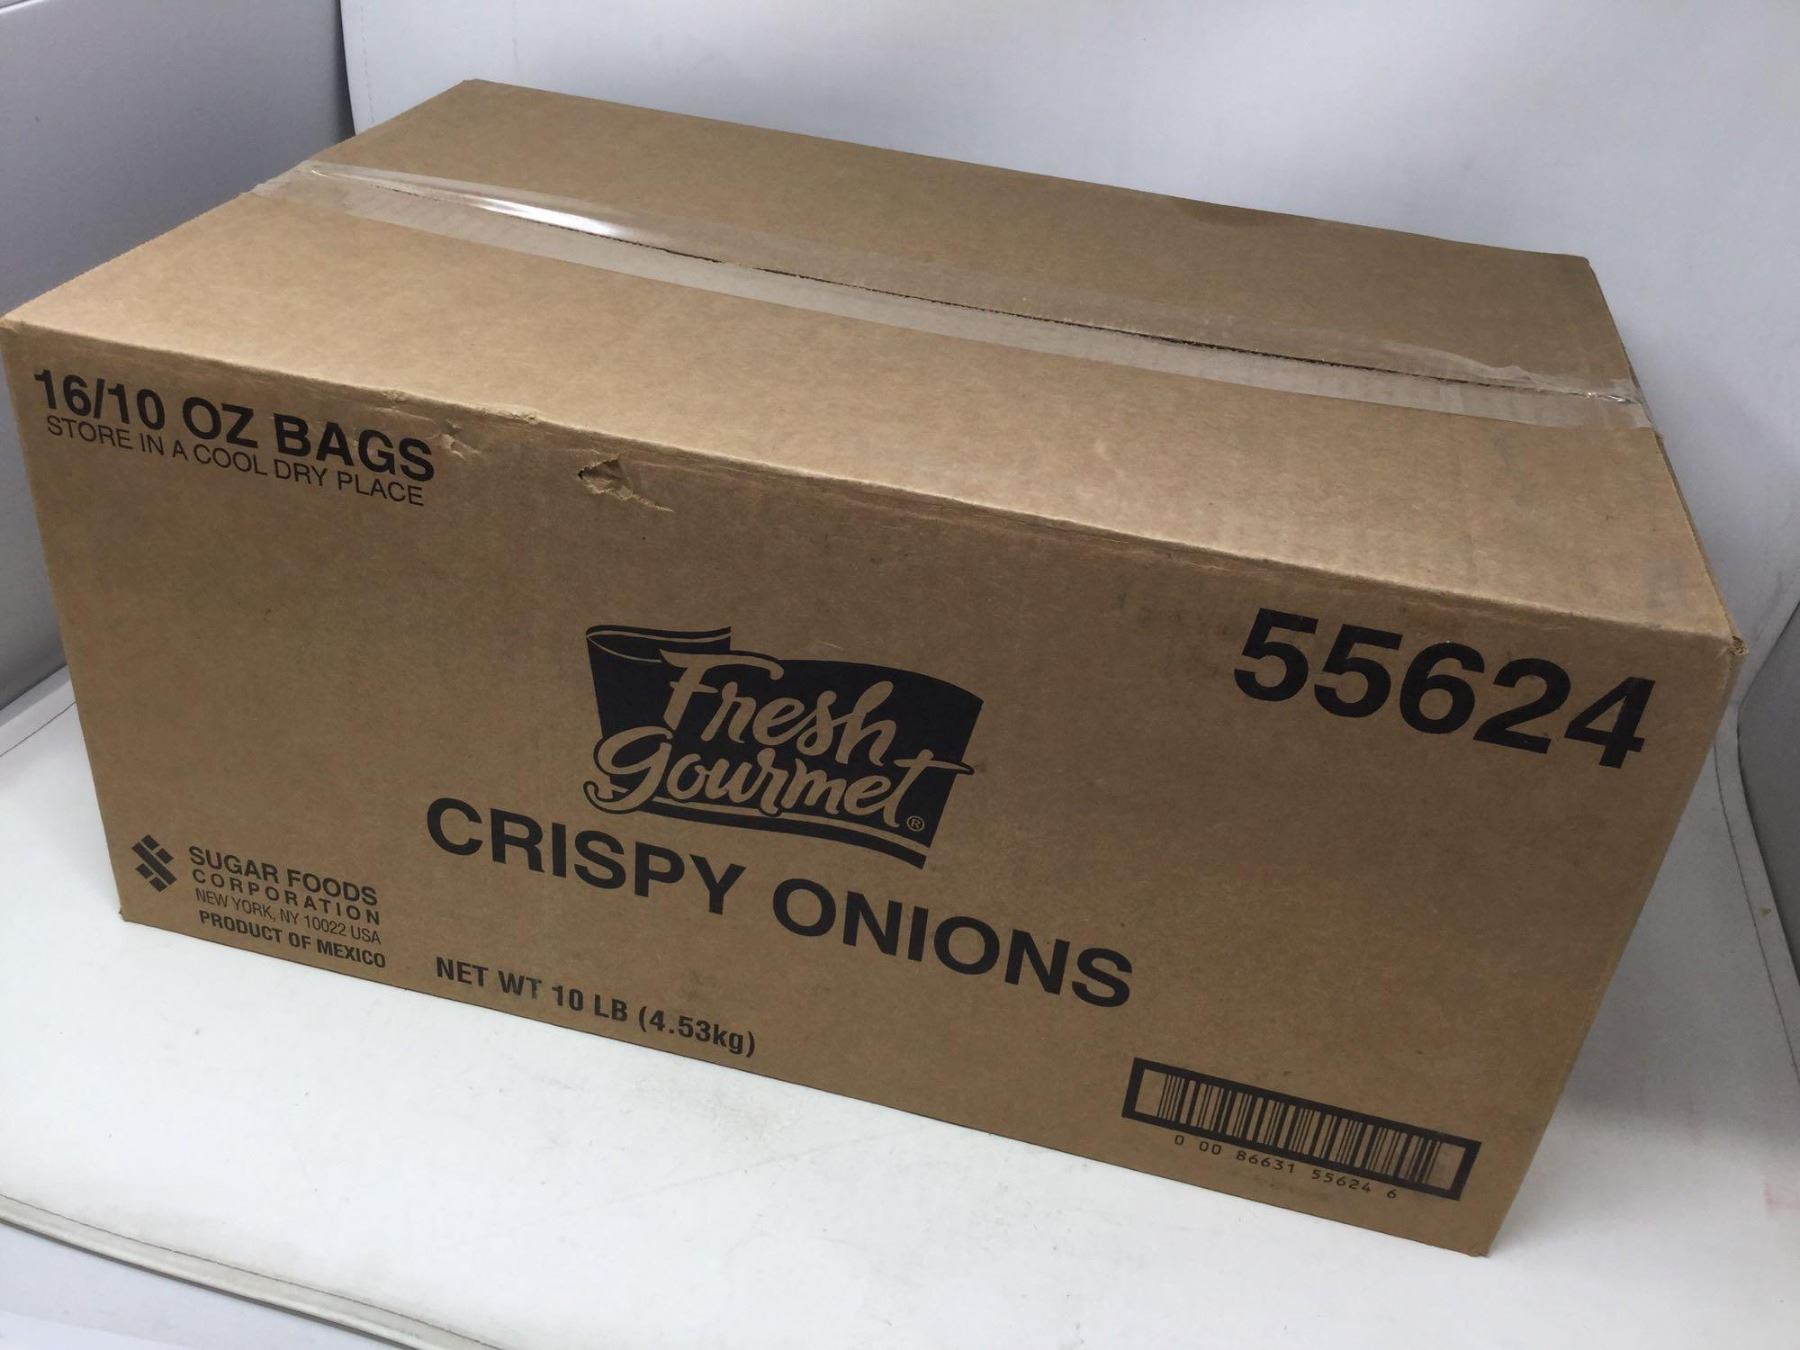 16/10 OZ BAGS
STORE IN A COOL DRY PLACE
55624
Fresh
Gourmet®
CRISPY ONIONS
SUGAR FOODS
CORPORATION
NEW YORK, NY 10022 USA
PRODUCT OF MEXICO
NET WT 10 LB (4.53kg)
0 00 86631 55624 6